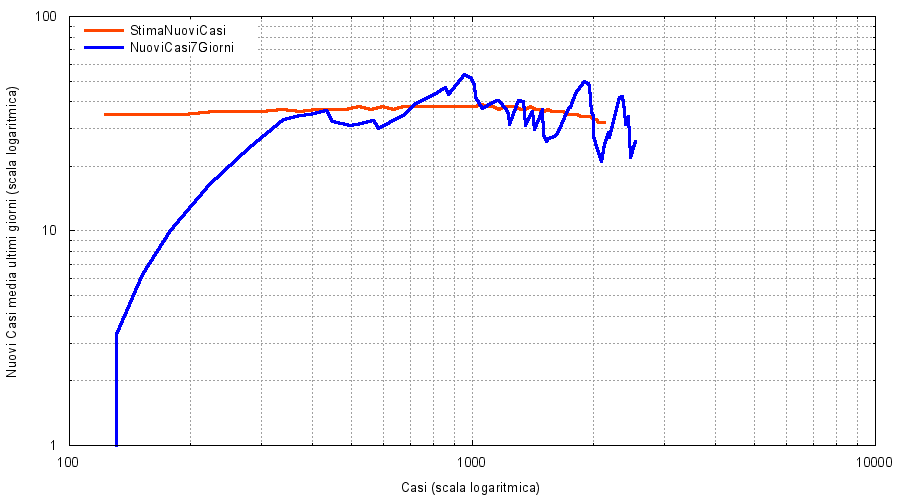 100
StimaNuoviCasi
NuoviCasi7Giorni
10
1
Nuovi Casi media ultimi giorni (scala logaritmica)
100
1000
10000
Casi (scala logaritmica)